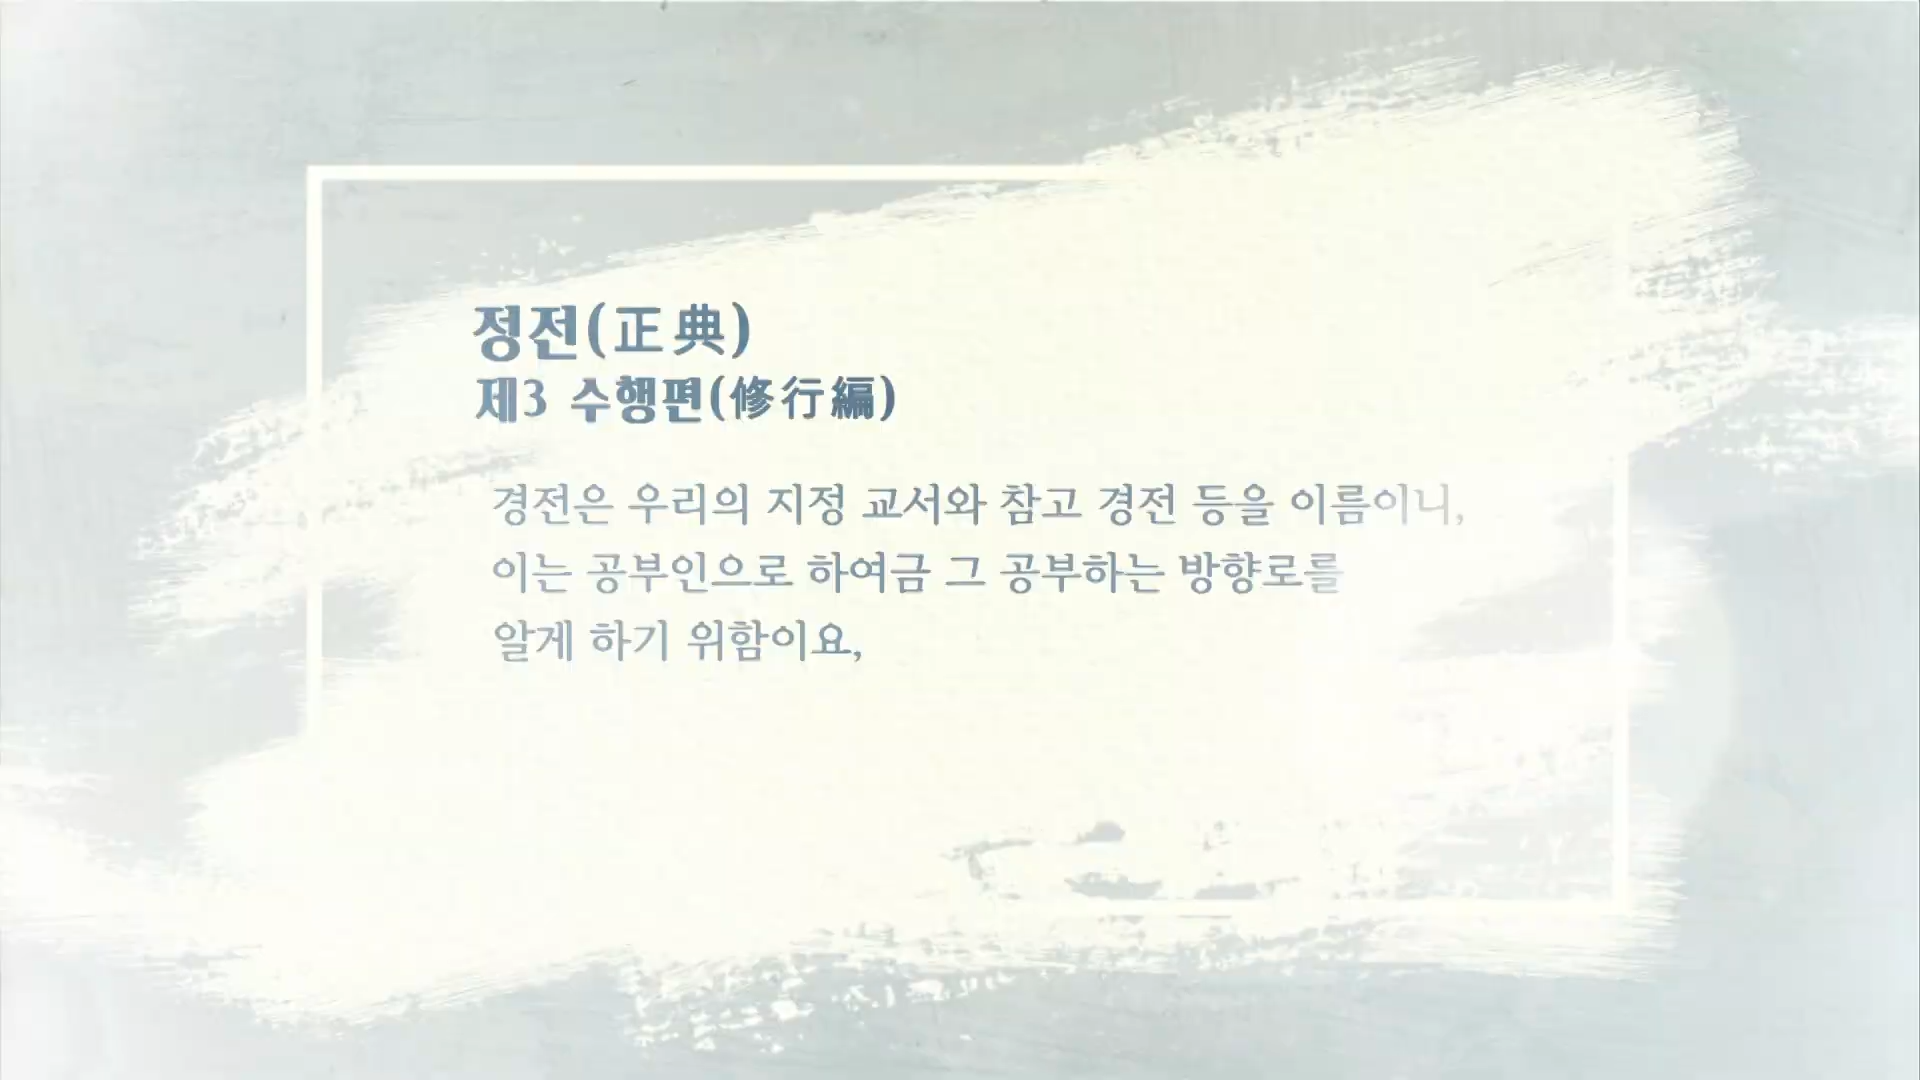 정전(正典)
제3 수행편(修行編)
경전은 우리의 지정 교서와 참고 경전 등을 이름이니,
이는 공부인으로 하여금 그 공부하는 방향로를
알게 하기 위함이요,